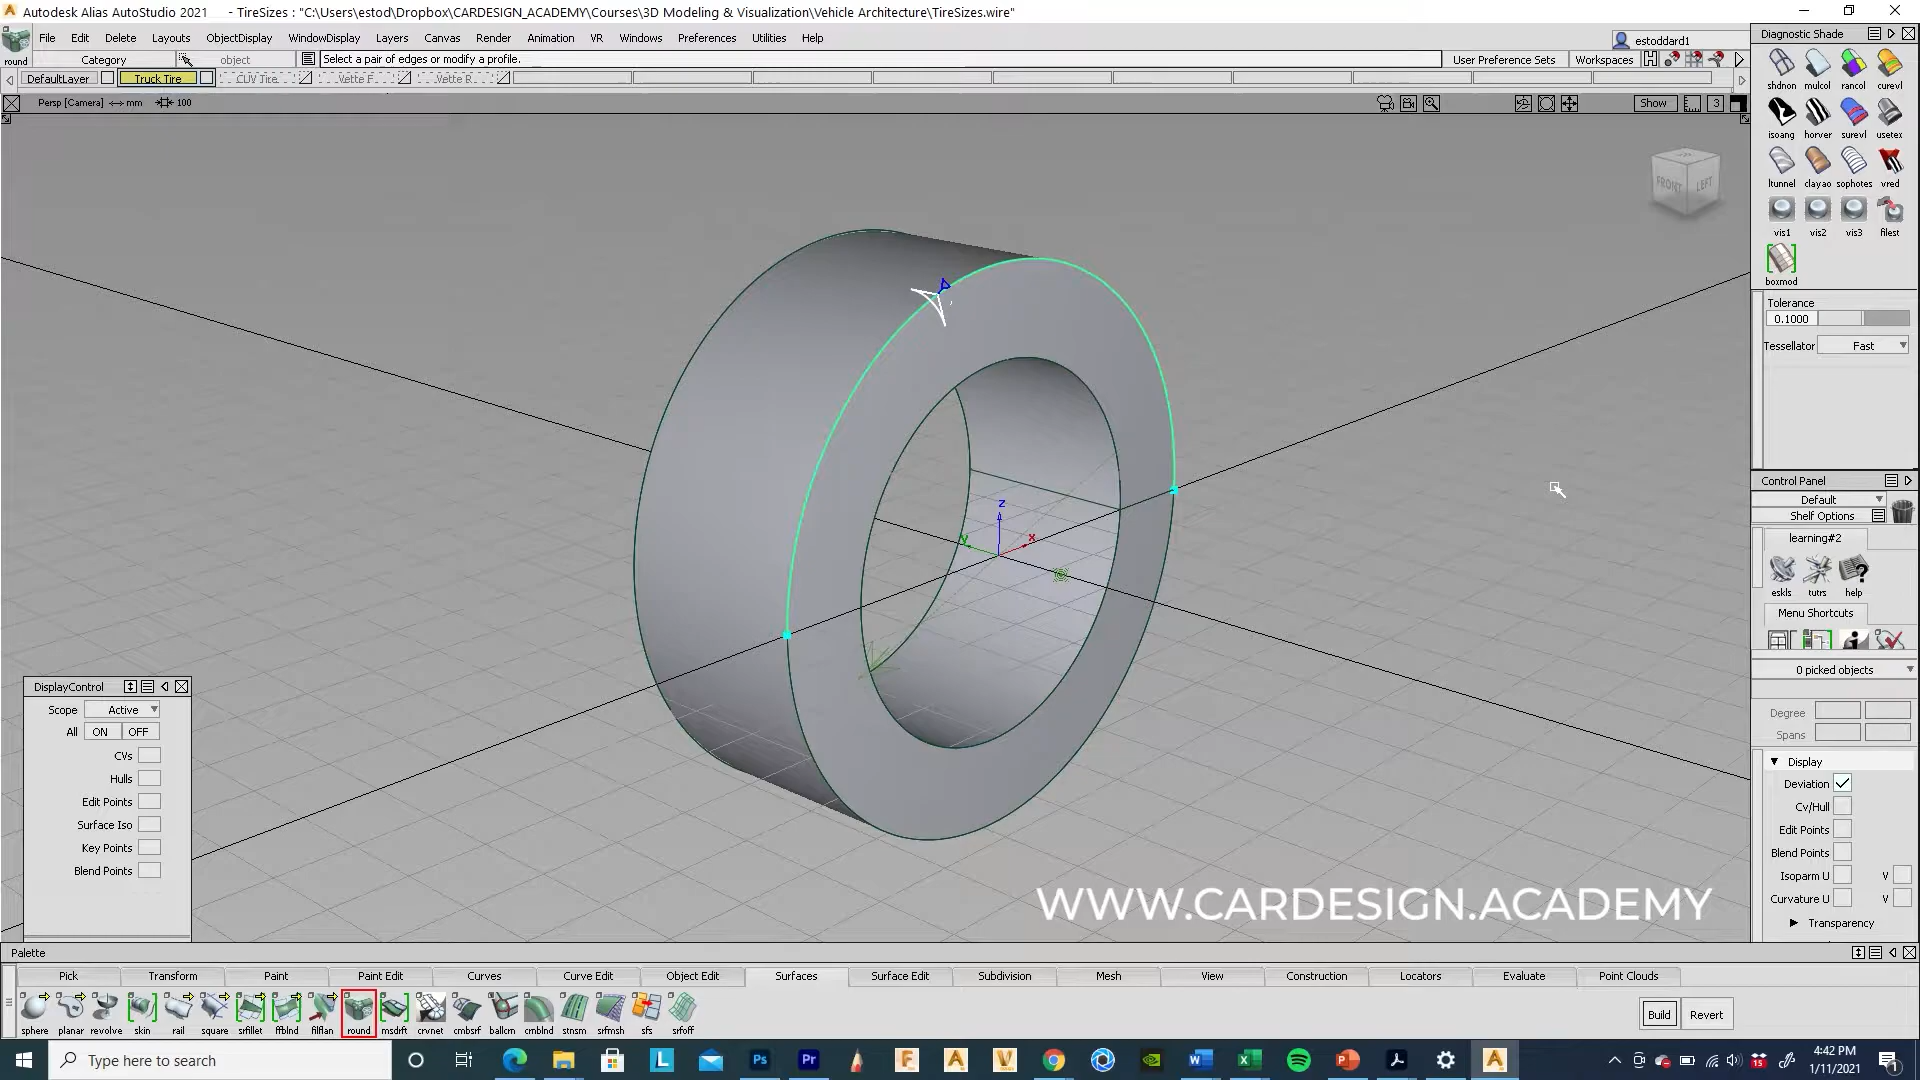 Autodesk Alias AutoStudio 2021 - TireSizes : "C:\Users\estod\Dropbox\CARDESIGN_ACADEMY\Courses\3D Modeling & Visualization\Vehicle Architecture\TireSizes.wire"
File Edit Delete Layouts ObjectDisplay WindowDisplay Layers Canvas Render Animation VR Windows Preferences Utilities Help
estoddard1
round Category object Select a pair of edges or modify a profile. User Preference Sets Workspaces
DefaultLayer Truck Tire CUV Tire Vette F Vette R
Persp [Camera] mm 100 Show 3
FRONT LEFT
z
y x
Diagnostic Shade
shdnon mulcol rancol curevl
isoang horver surevl usetex
ltunnel clayao sophotes vred
vis1 vis2 vis3 filest
boxmod
Tolerance
0.1000
Tessellator Fast
Control Panel
Default
Shelf Options
learning#2
eskls tutrs help
Menu Shortcuts
0 picked objects
Degree
Spans
Display
Deviation
Cv/Hull
Edit Points
Blend Points
Isoparm U V
Curvature U V
Transparency
DisplayControl
Scope Active
All ON OFF
CVs
Hulls
Edit Points
Surface Iso
Key Points
Blend Points
WWW.CARDESIGN.ACADEMY
Palette
Pick Transform Paint Paint Edit Curves Curve Edit Object Edit Surfaces Surface Edit Subdivision Mesh View Construction Locators Evaluate Point Clouds
sphere planar revolve skin rail square srfillet ffblnd filflan round msdrft crvnet cmbsrf ballcrn crnblnd stnsm srfmsh sfs srfoff
Build Revert
Type here to search
4:42 PM
1/11/2021